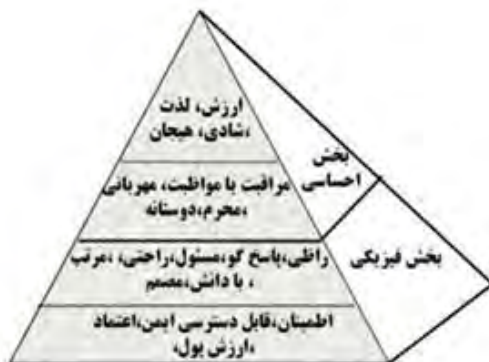 ارزش، لذت
،شادی، هیجان
مراقبت یا مواظبت، مهربانی
،محرم،دوستانه
راظی،پاسخ گو،مسئول،راحتی، ،مرتب
، با دانش،مصمم
اطمینان،قابل دسترسی ایمن،اعتماد
،ارزش پول،
بخش
احساسی
بخش فیزیکی